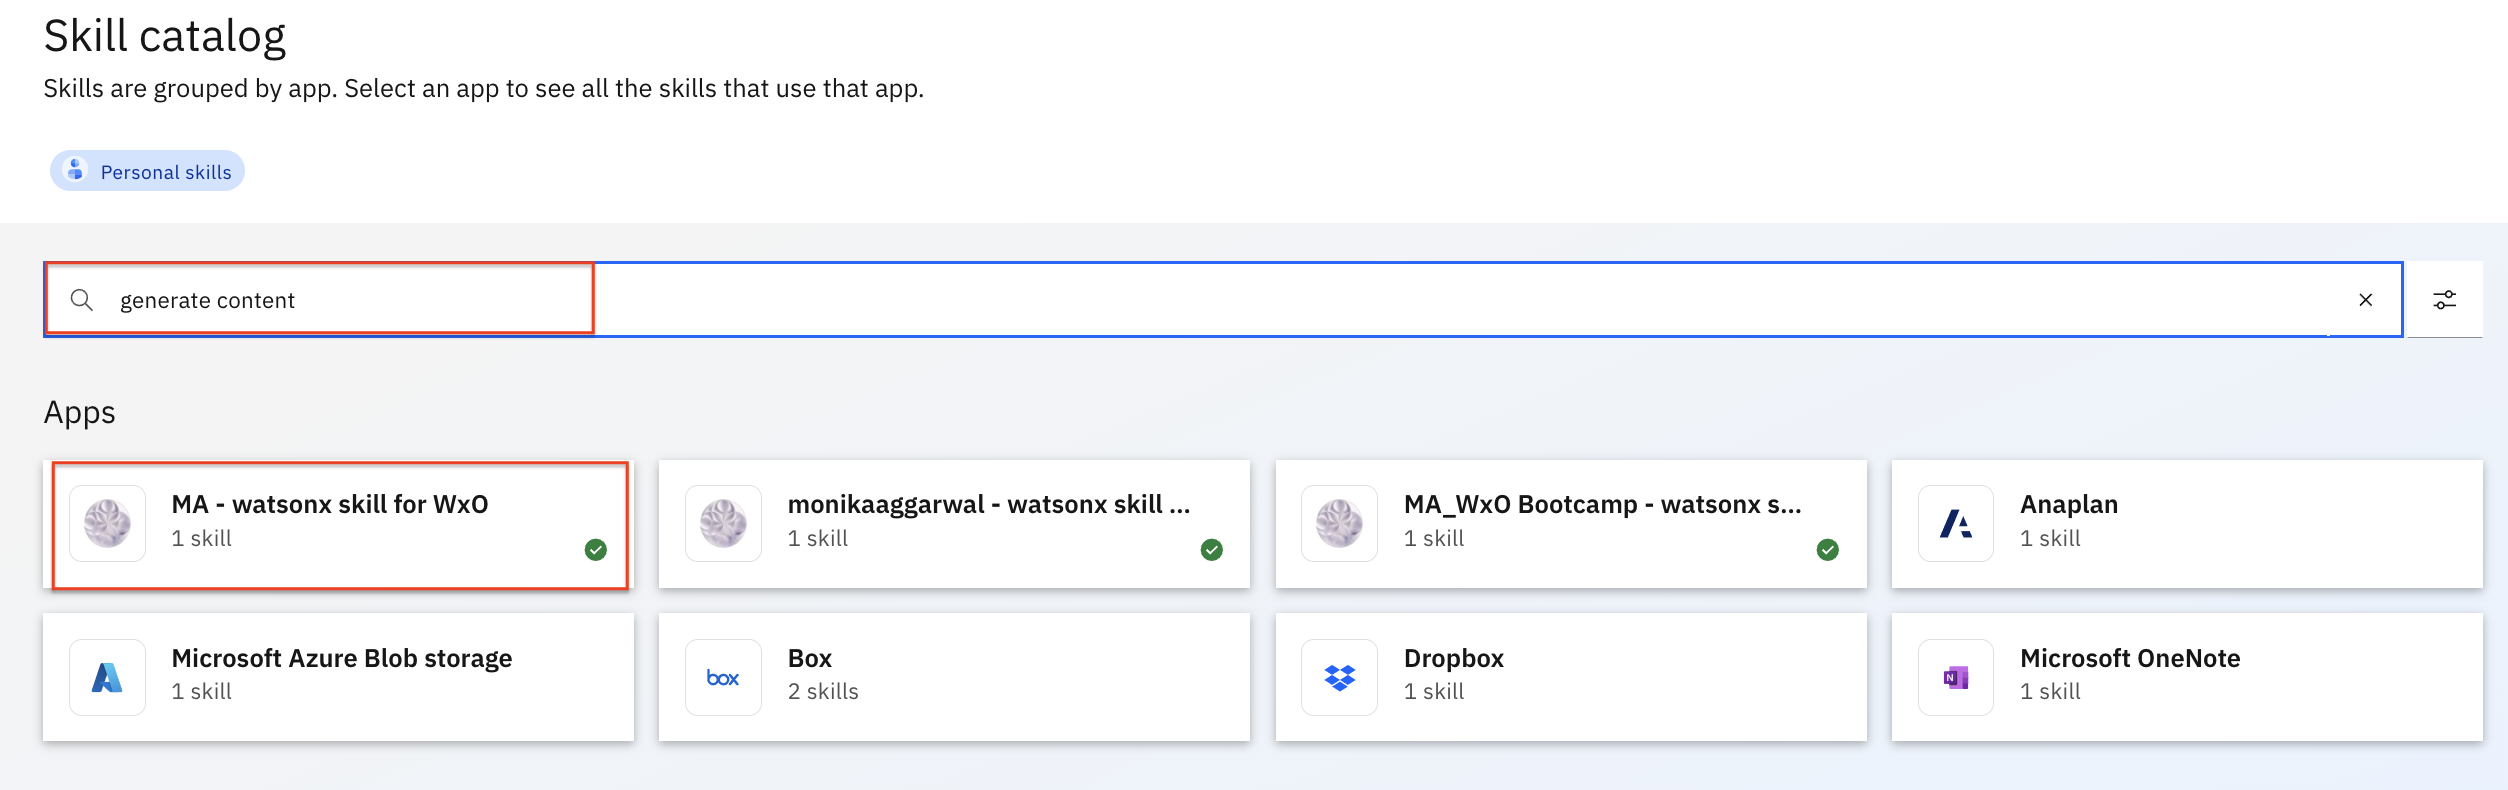 Skill catalog
Skills are grouped by app. Select an app to see all the skills that use that app.
Personal skills
generate content
Apps
MA - watsonx skill for WxO
1 skill
monikaaggarwal - watsonx skill ...
1 skill
MA_WxO Bootcamp - watsonx s...
1 skill
Anaplan
1 skill
Microsoft Azure Blob storage
1 skill
box
Box
2 skills
Dropbox
1 skill
N
Microsoft OneNote
1 skill